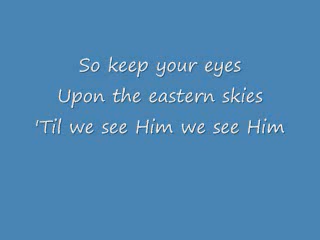 So keep your eyes
Upon the eastern skies
'Til we see Him we see Him